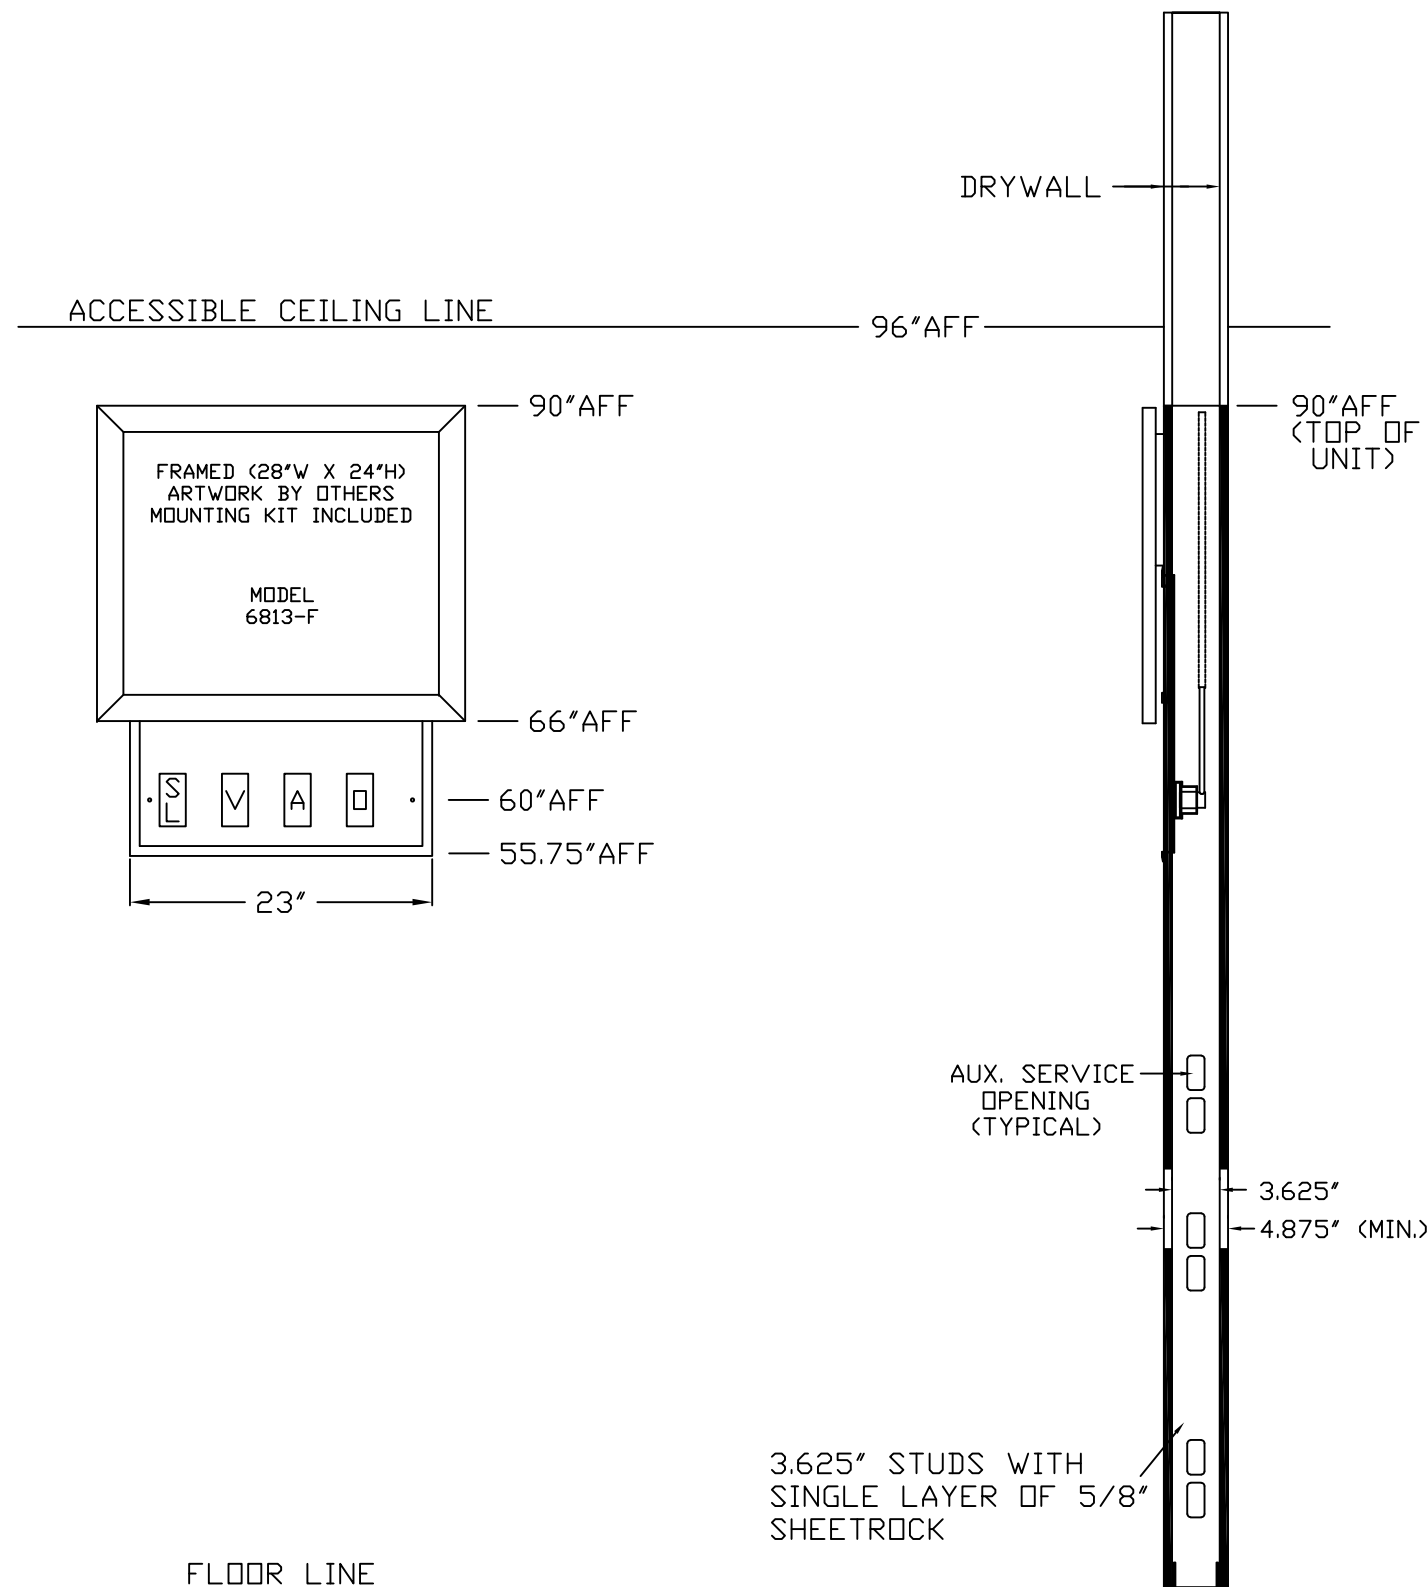 DRYWALL
ACCESSIBLE CEILING LINE
96"AFF
90"AFF
90"AFF
(TOP OF
UNIT)
FRAMED (28"W X 24"H)
ARTWORK BY OTHERS
MOUNTING KIT INCLUDED
MODEL
6813-F
66"AFF
SL
V
A
O
60"AFF
55.75"AFF
23"
AUX. SERVICE
OPENING
(TYPICAL)
3.625"
4.875" (MIN.)
3.625" STUDS WITH
SINGLE LAYER OF 5/8"
SHEETROCK
FLOOR LINE